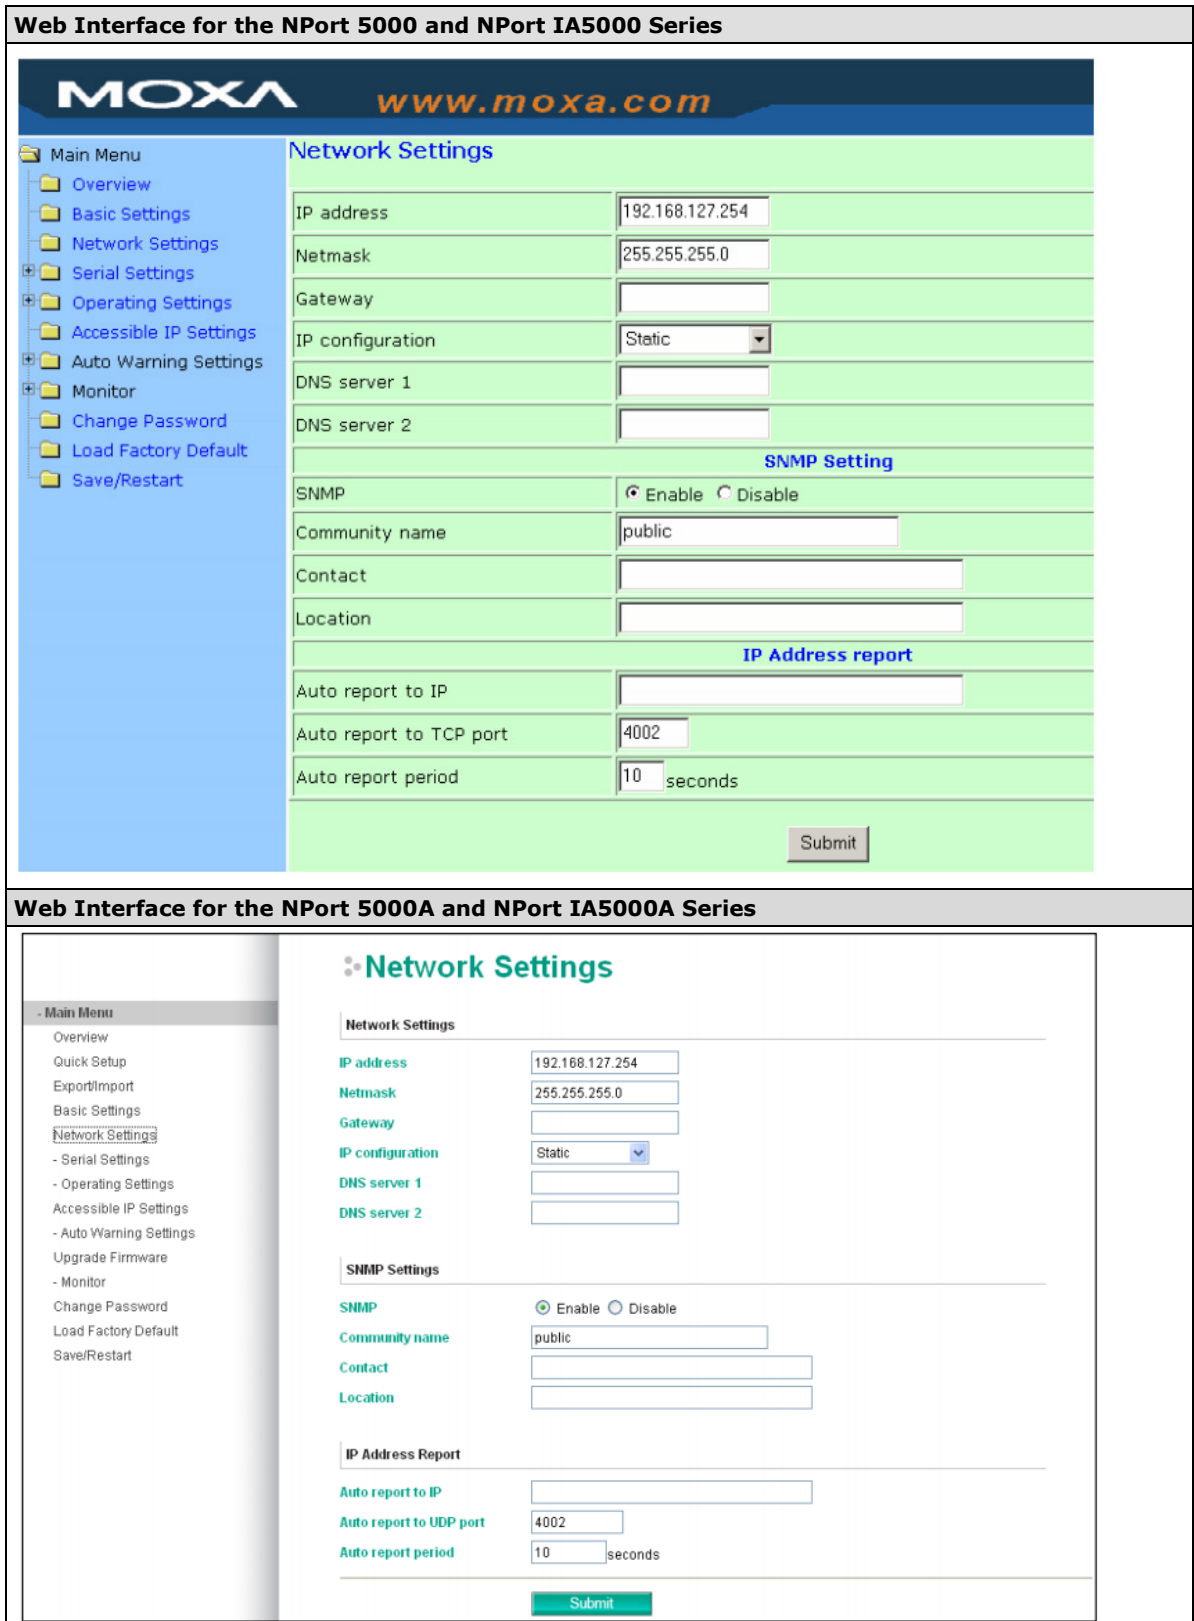 Web Interface for the NPort 5000 and NPort IA5000 Series
MOXA www.moxa.com
Main Menu
Overview
Basic Settings
Network Settings
Serial Settings
Operating Settings
Accessible IP Settings
Auto Warning Settings
Monitor
Change Password
Load Factory Default
Save/Restart
Network Settings
IP address 192.168.127.254
Netmask 255.255.255.0
Gateway
IP configuration Static
DNS server 1
DNS server 2
SNMP Setting
SNMP Enable Disable
Community name public
Contact
Location
IP Address report
Auto report to IP
Auto report to TCP port 4002
Auto report period 10 seconds
Submit
Web Interface for the NPort 5000A and NPort IA5000A Series
- Main Menu
Overview
Quick Setup
Export/Import
Basic Settings
Network Settings
- Serial Settings
- Operating Settings
Accessible IP Settings
- Auto Warning Settings
Upgrade Firmware
- Monitor
Change Password
Load Factory Default
Save/Restart
Network Settings
Network Settings
IP address 192.168.127.254
Netmask 255.255.255.0
Gateway
IP configuration Static
DNS server 1
DNS server 2
SNMP Settings
SNMP Enable Disable
Community name public
Contact
Location
IP Address Report
Auto report to IP
Auto report to UDP port 4002
Auto report period 10 seconds
Submit